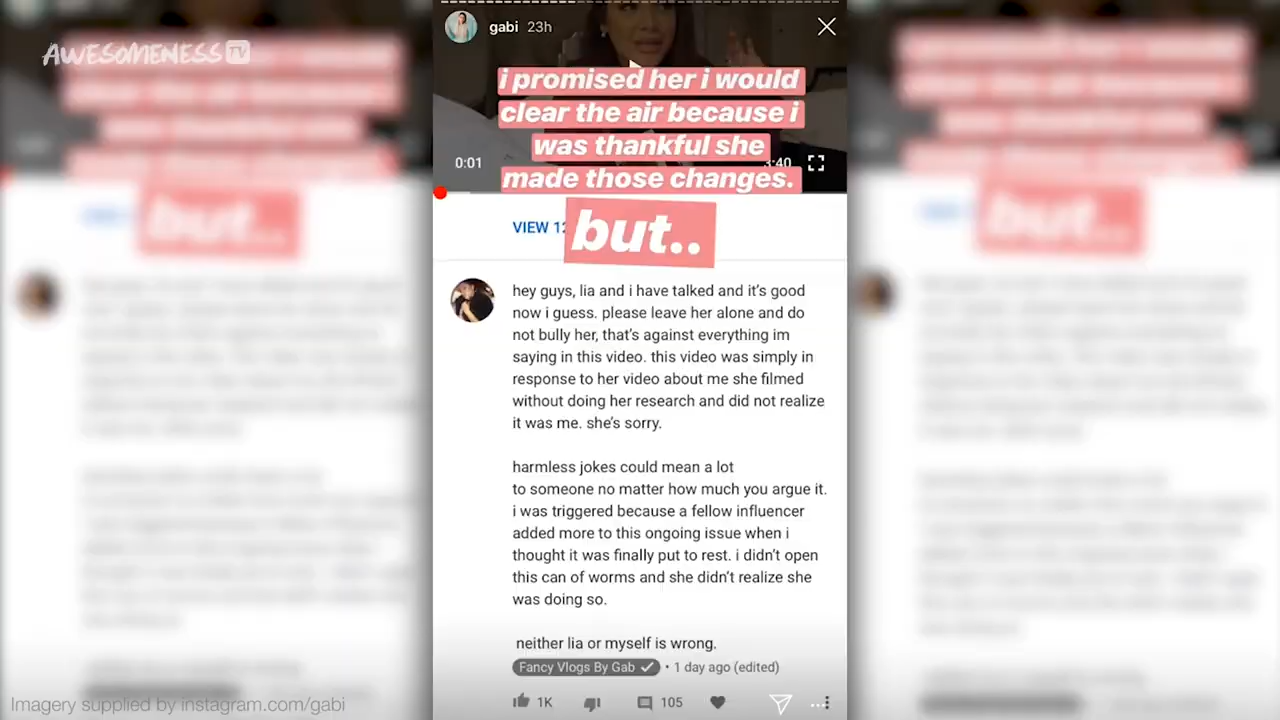 AWESOMENESS TV
gabi 23h
i promised her i would
clear the air because i
was thankful she
made those changes.
0:01
:40
but..
VIEW 12
hey guys, lia and i have talked and it's good
now i guess. please leave her alone and do
not bully her, that's against everything im
saying in this video. this video was simply in
response to her video about me she filmed
without doing her research and did not realize
it was me. she's sorry.
harmless jokes could mean a lot
to someone no matter how much you argue it.
i was triggered because a fellow influencer
added more to this ongoing issue when i
thought it was finally put to rest. i didn't open
this can of worms and she didn't realize she
was doing so.
neither lia or myself is wrong.
Fancy Vlogs By Gab • 1 day ago (edited)
1K
105
Imagery supplied by instagram.com/gabi